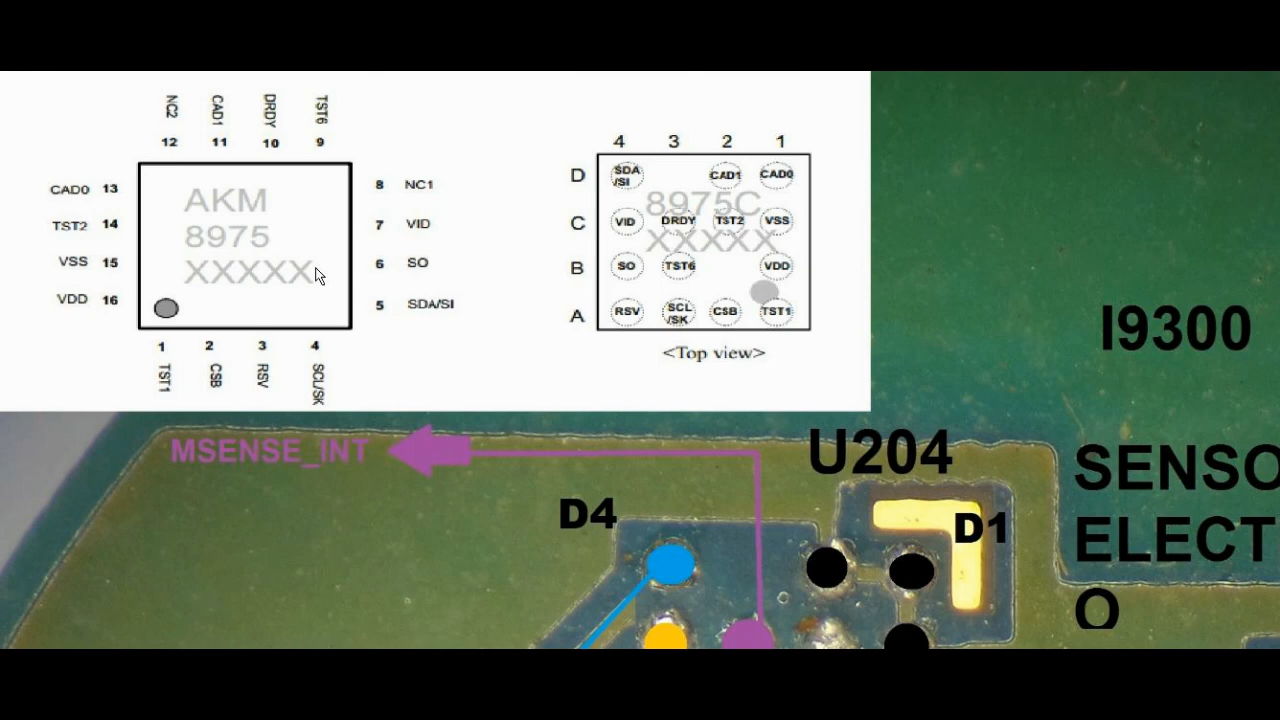 NC2 CAD1 DRDY TST6
12 11 10 9
CAD0 13
TST2 14
VSS 15
VDD 16
AKM
8975
XXXXX
8 NC1
7 VID
6 SO
5 SDA/SI
1 2 3 4
TST1 CSB RSV SCL/SK
4 3 2 1
D
C
B
A
SDA
/SI
CAD1 CAD0
8975C
VID DRDY TST2 VSS
XXXXX
SO TST6 VDD
RSV SCL
/SK CSB TST1
<Top view>
I9300
MSENSE_INT
U204
SENSO
ELECT
O
D4
D1